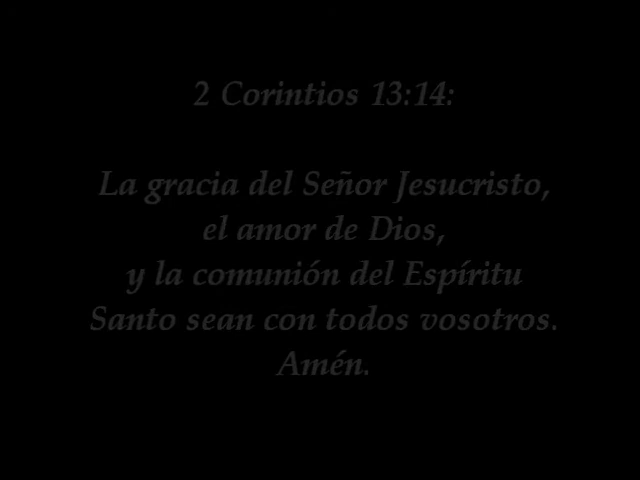 2 Corintios 13:14:
La gracia del Señor Jesucristo,
el amor de Dios,
y la comunión del Espíritu
Santo sean con todos vosotros.
Amén.